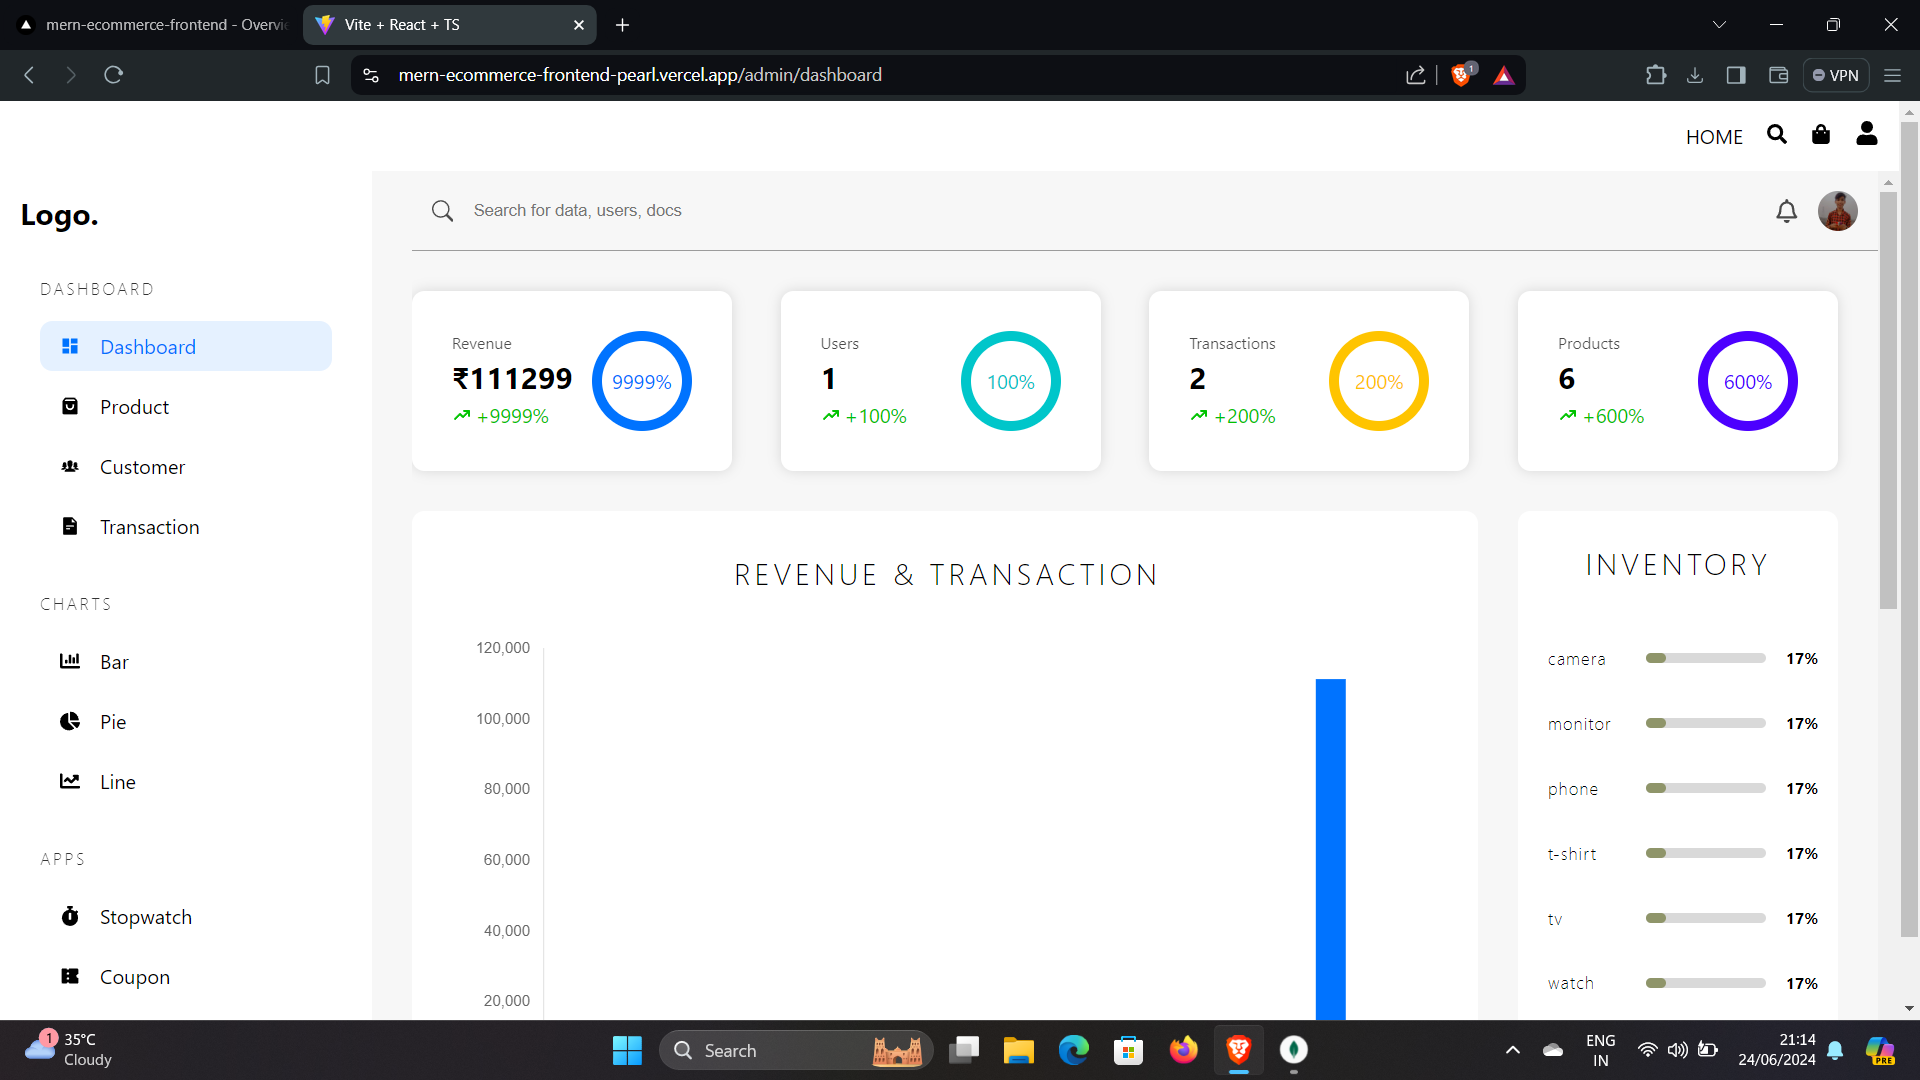 mern-ecommerce-frontend - Overvi
Vite + React + TS
mern-ecommerce-frontend-pearl.vercel.app/admin/dashboard
1
VPN
HOME
Logo.
Search for data, users, docs
DASHBOARD
Dashboard
Product
Customer
Transaction
CHARTS
Bar
Pie
Line
APPS
Stopwatch
Coupon
Revenue
₹111299
+9999%
9999%
Users
1
+100%
100%
Transactions
2
+200%
200%
Products
6
+600%
600%
REVENUE & TRANSACTION
120,000
100,000
80,000
60,000
40,000
20,000
INVENTORY
camera 17%
monitor 17%
phone 17%
t-shirt 17%
tv 17%
watch 17%
1
35°C
Cloudy
Search
ENG
IN
21:14
24/06/2024
PRE